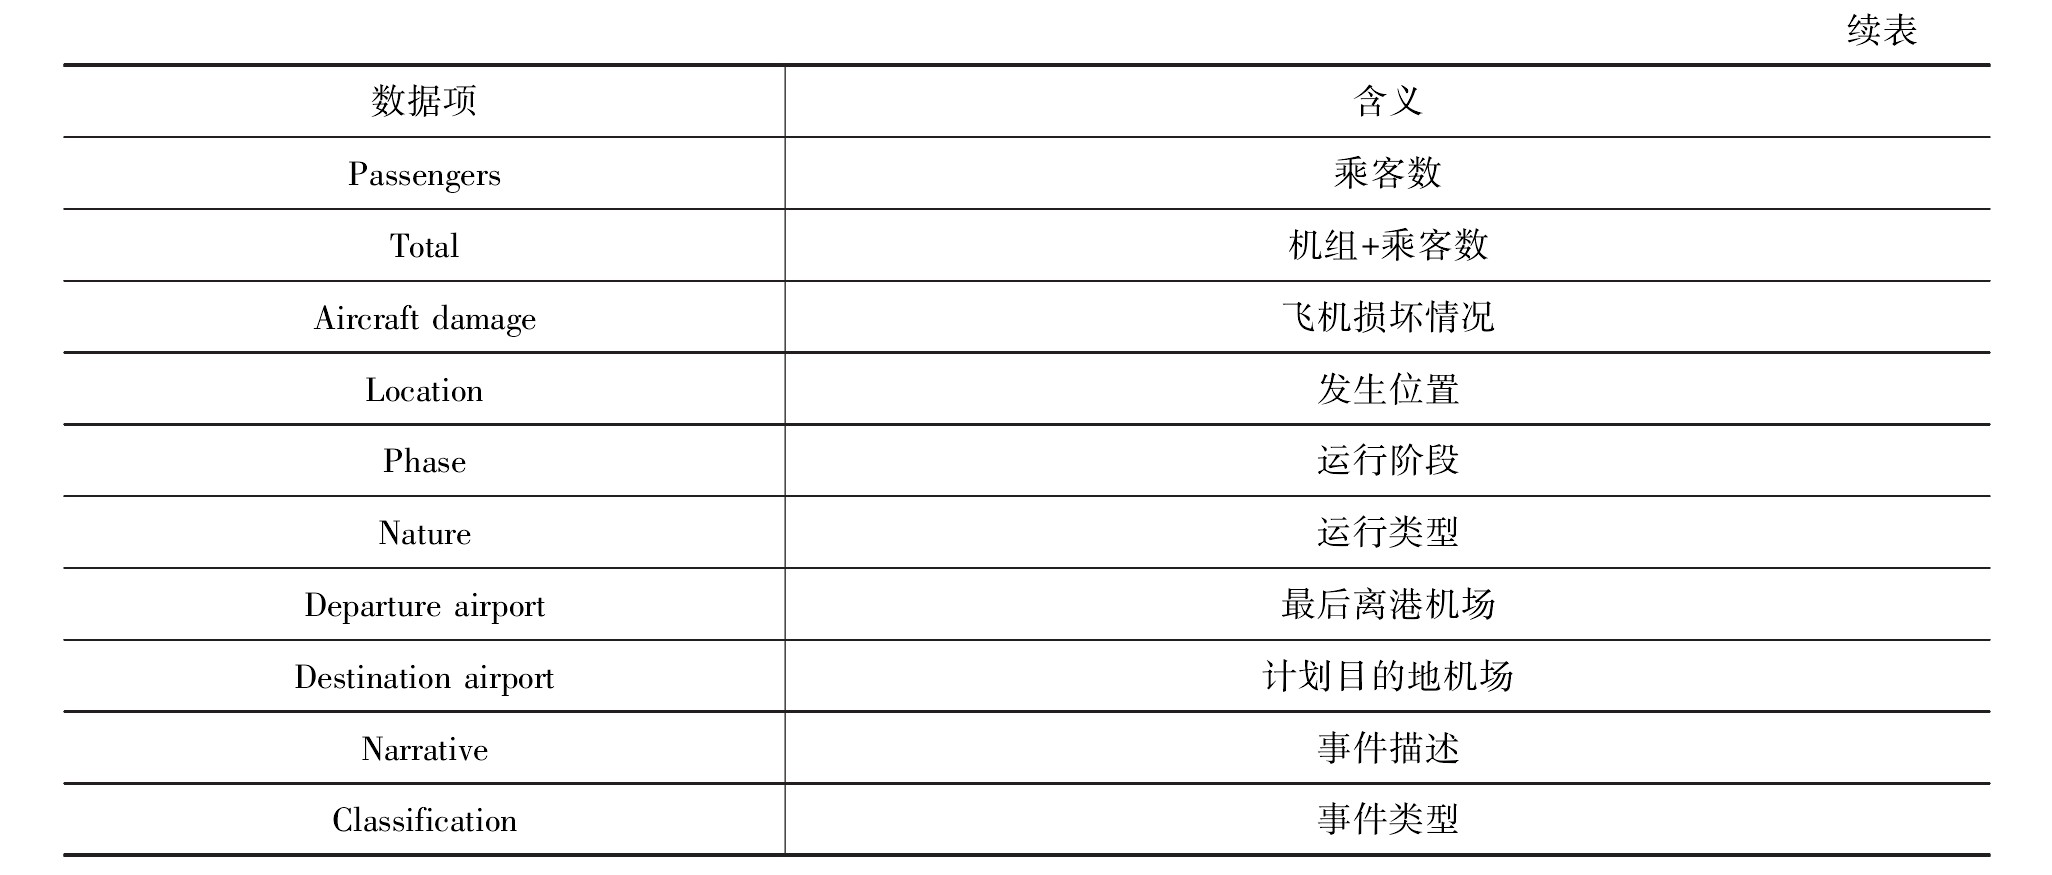 续表
数据项 含义
Passengers 乘客数
Total 机组+乘客数
Aircraft damage 飞机损坏情况
Location 发生位置
Phase 运行阶段
Nature 运行类型
Departure airport 最后离港机场
Destination airport 计划目的地机场
Narrative 事件描述
Classification 事件类型